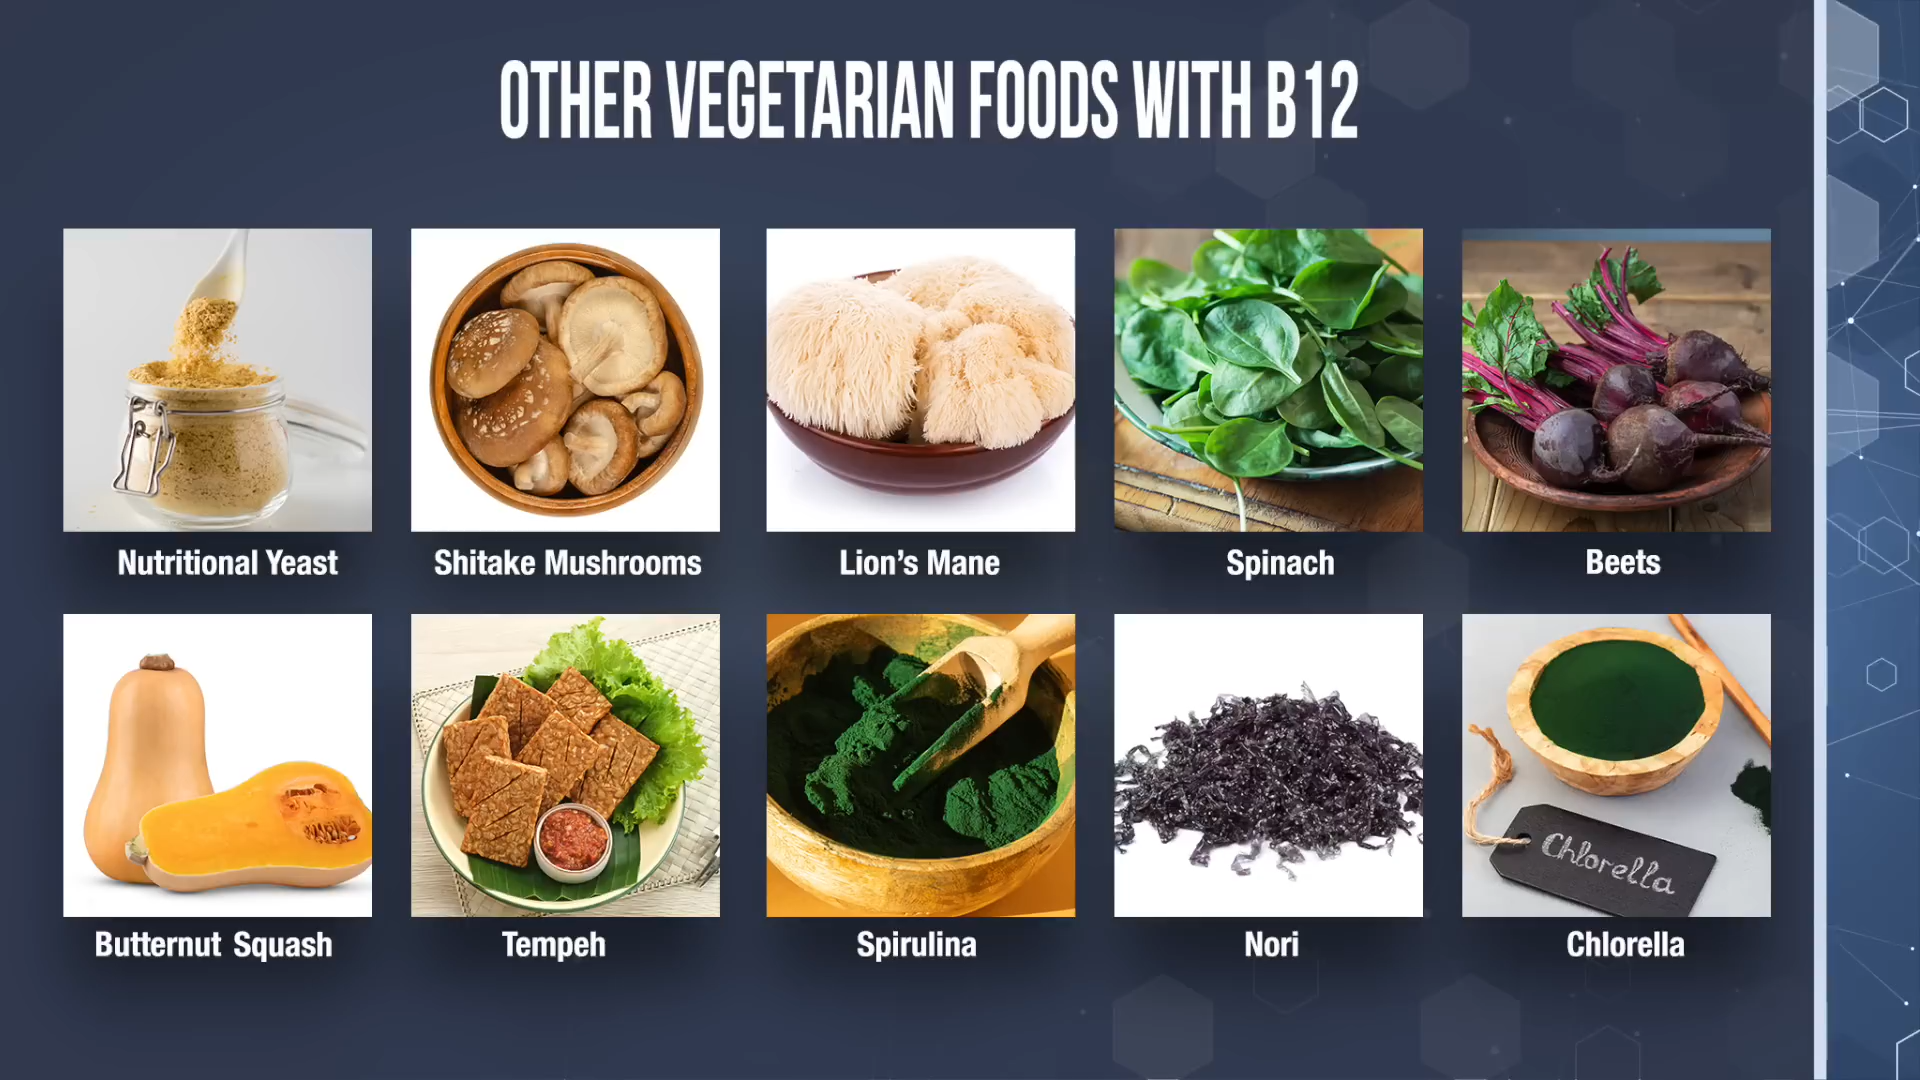 OTHER VEGETARIAN FOODS WITH B12
Nutritional Yeast
Shitake Mushrooms
Lion's Mane
Spinach
Beets
Chlorella
Butternut Squash
Tempeh
Spirulina
Nori
Chlorella